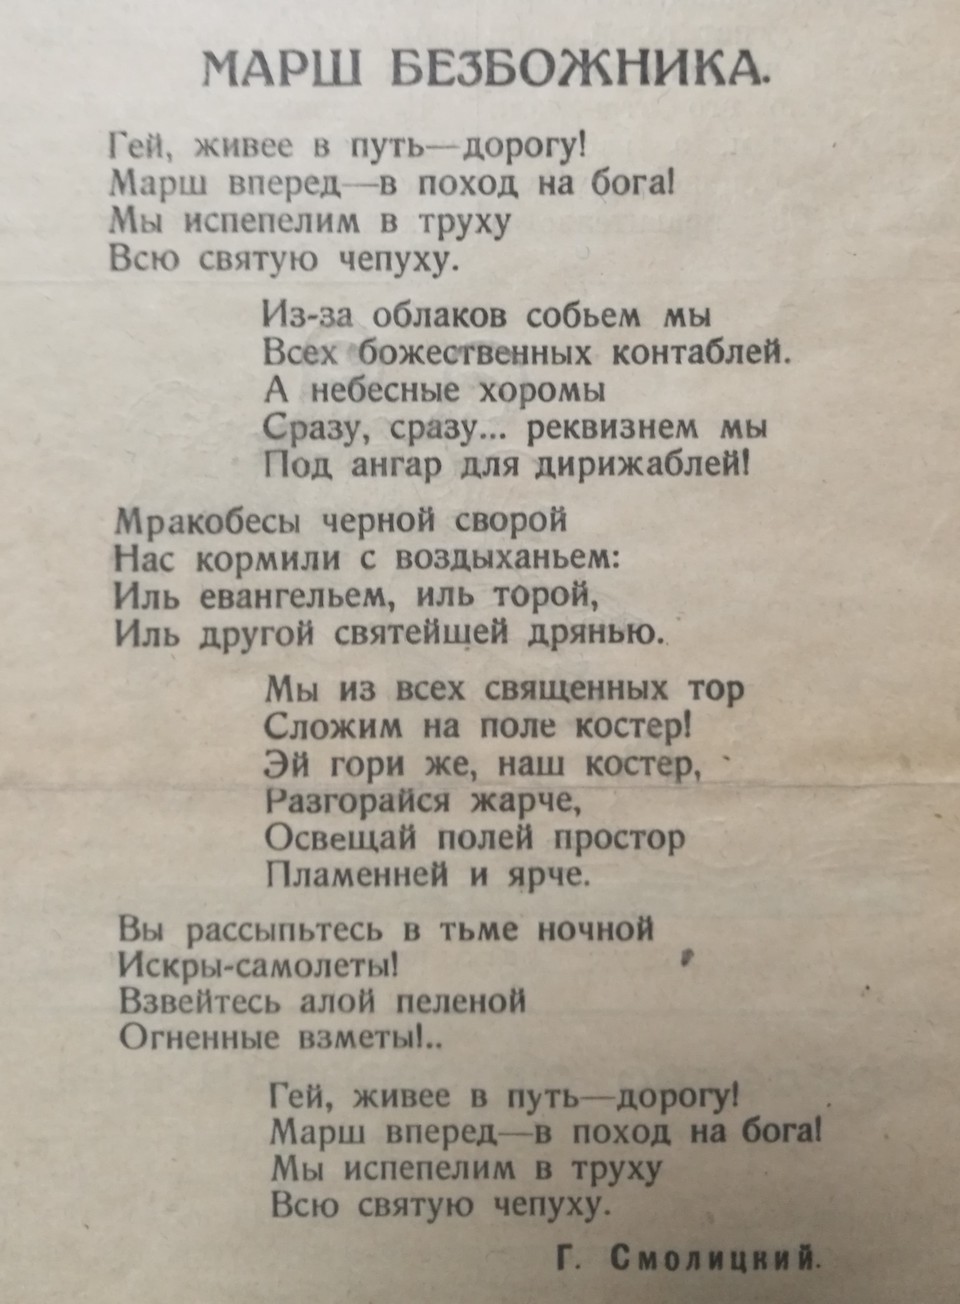 МАРШ БЕЗБОЖНИКА.
Гей, живее в путь—дорогу!
Марш вперед—в поход на бога!
Мы испепелим в труху
Всю святую чепуху.
Из-за облаков собьем мы
Всех божественных контаблей.
А небесные хоромы
Сразу, сразу... реквизнем мы
Под ангар для дирижаблей!
Мракобесы черной сворой
Нас кормили с воздыханьем:
Иль евангельем, иль торой,
Иль другой святейшей дрянью.
Мы из всех священных тор
Сложим на поле костер!
Эй гори же, наш костер,
Разгорайся жарче,
Освещай полей простор
Пламенней и ярче.
Вы рассыпьтесь в тьме ночной
Искры-самолеты!
Взвейтесь алой пеленой
Огненные взметы!..
Гей, живее в путь—дорогу!
Марш вперед—в поход на бога!
Мы испепелим в труху
Всю святую чепуху.
Г. Смолицкий.